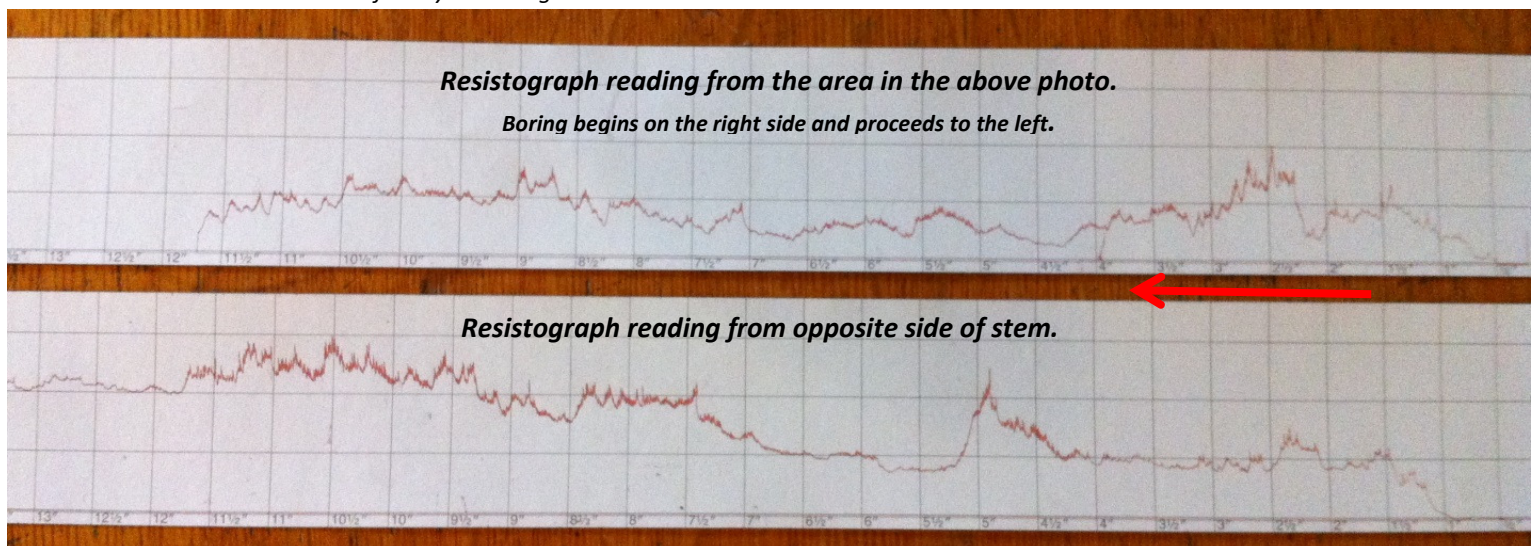 Resistograph reading from the area in the above photo.
Boring begins on the right side and proceeds to the left.
13" 12½" 12" 11½" 11" 10½" 10" 9½" 9" 8½" 8" 7½" 7" 6½" 6" 5½" 5" 4½" 4" 3½" 3" 2½" 2" 1½" 1"
Resistograph reading from opposite side of stem.
13" 12½" 12" 11½" 11" 10½" 10" 9½" 9" 8½" 8" 7½" 7" 6½" 6" 5½" 5" 4½" 4" 3½" 3" 2½" 2" 1½" 1"